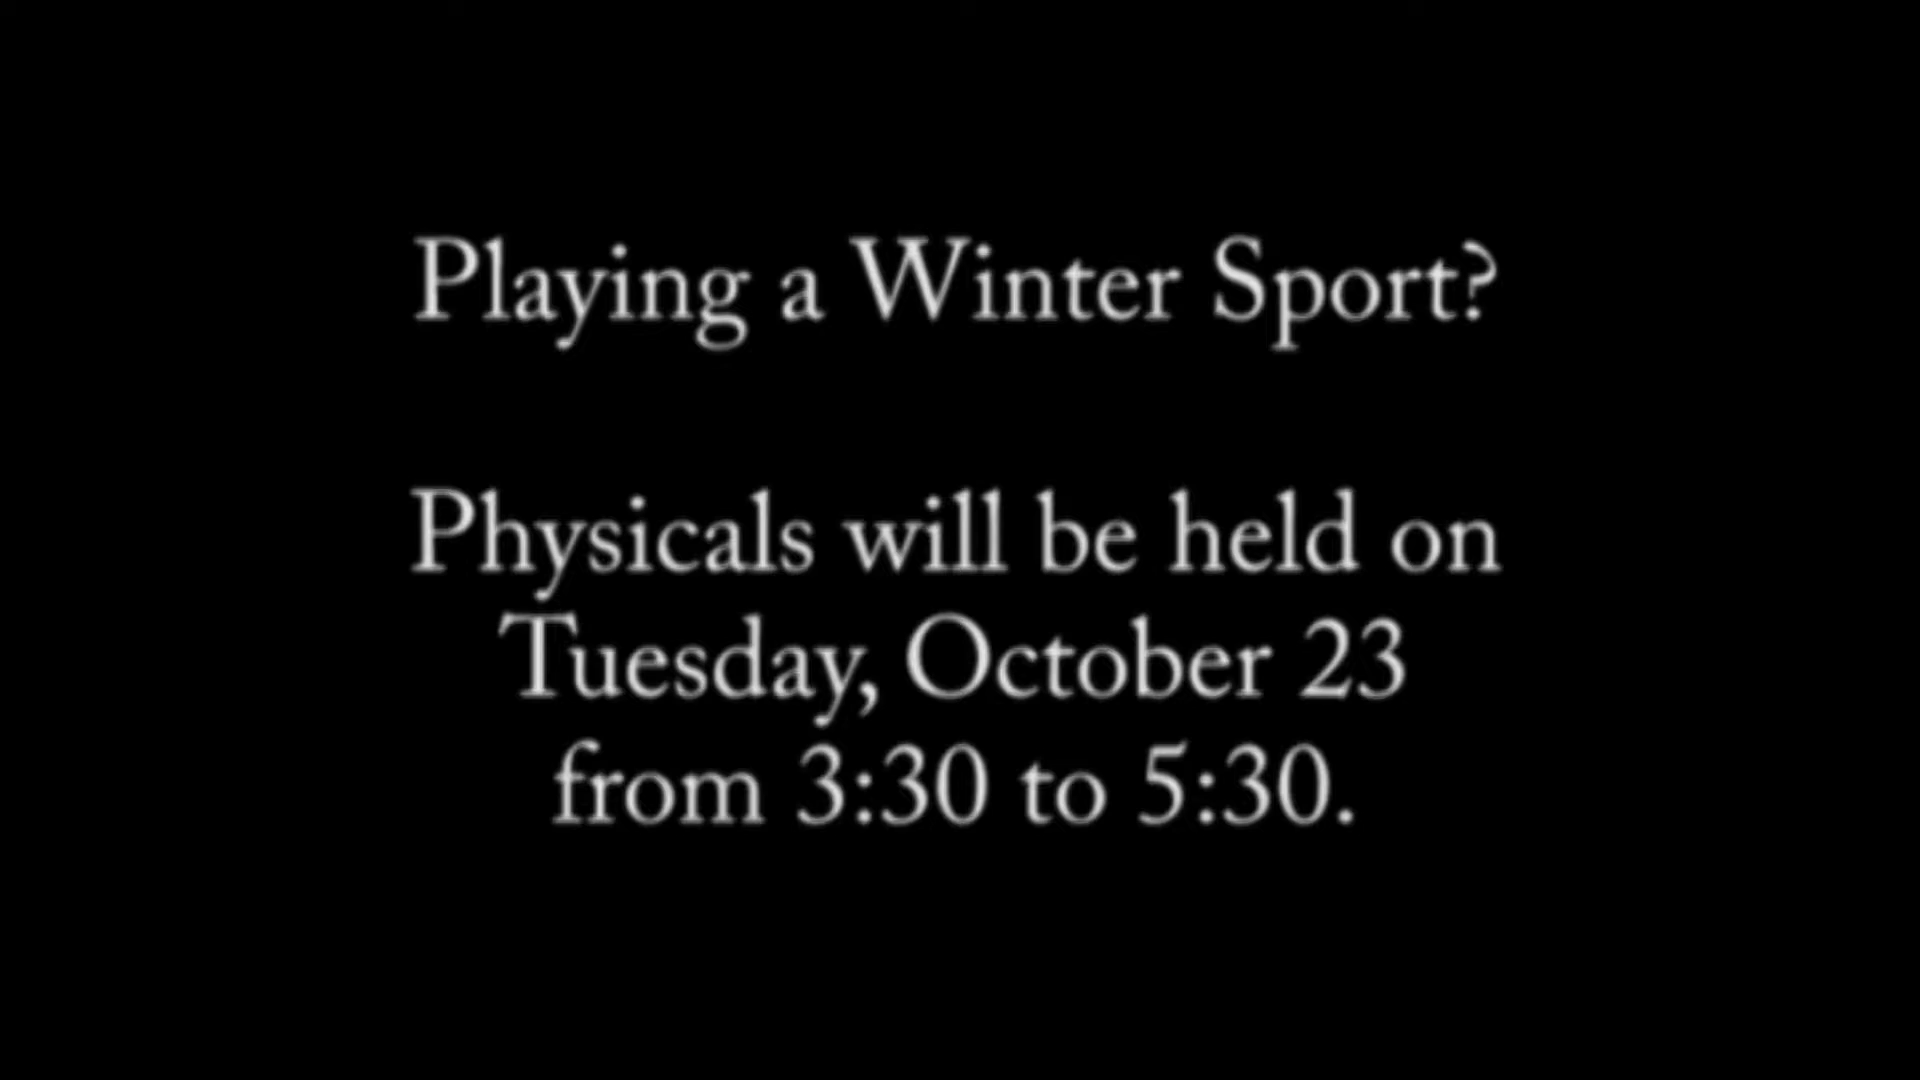 Playing a Winter Sport?
Physicals will be held on
Tuesday, October 23
from 3:30 to 5:30.